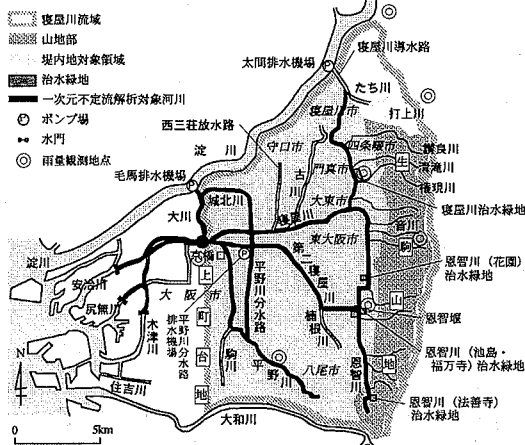 寝屋川流域
山地部
堤内地対象領域
治水緑地
一次元不定流解析対象河川
P ポンプ場
水門
雨量観測地点
寝屋川導水路
太間排水機場
たち川
打上川
寝屋川市
西三荘放水路
守口市
四条畷市
讃良川
清滝川
権現川
淀川
古川
門真市
生
毛馬排水機場
城北川
大東市
寝屋川治水緑地
大川
寝屋川
音川
東大阪市
駒
京橋口
第二寝屋川
恩智川(花園)
治水緑地
淀川
安治川
尻無川
大阪市
上
町
台
地
平野川分水路
山
恩智堰
木津川
平野川分水路
排水機場
楠根川
恩智川(池島・
福万寺)治水緑地
駒川
平野川
八尾市
恩智川
地
住吉川
大和川
恩智川(法善寺)
治水緑地
N
0 5km